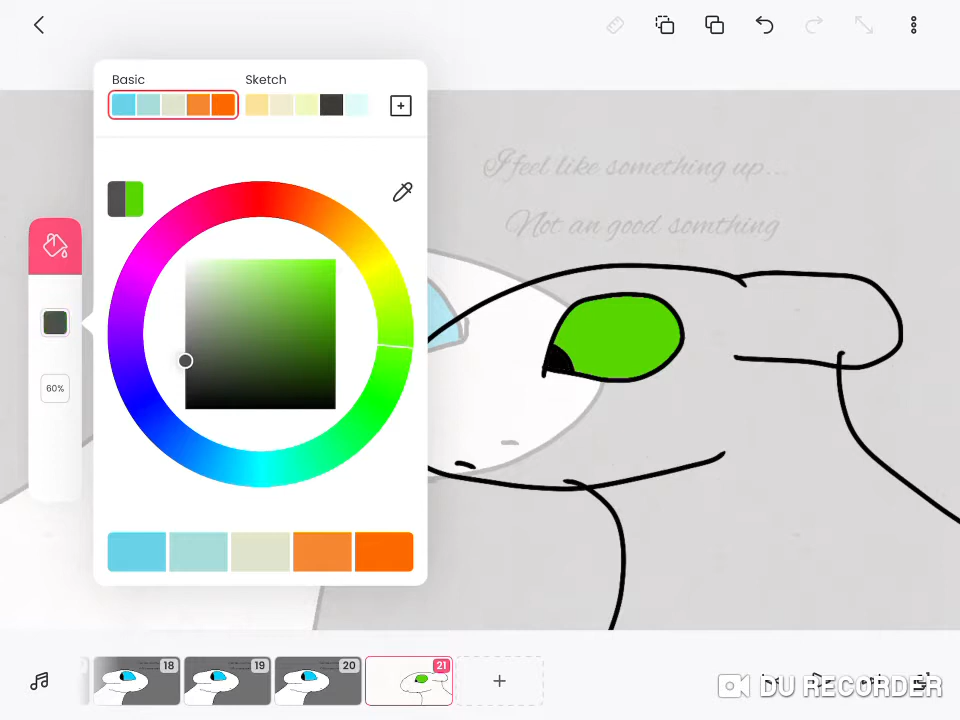 Basic
Sketch
I feel like something up...
Not an good somthing
60%
18
19
20
21
DU RECORDER